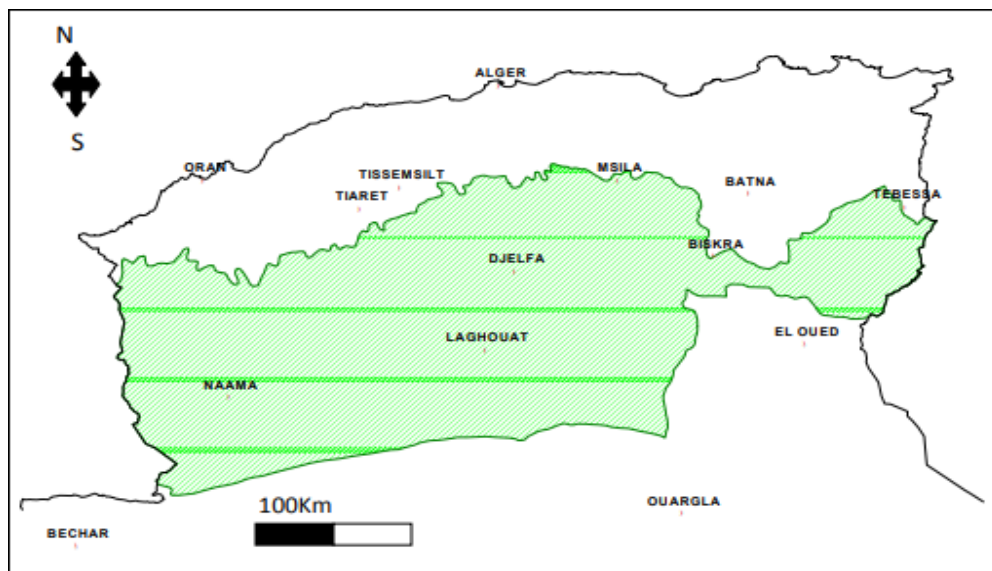 N
S
ALGER
ORAN
TISSEMSILT
MSILA
BATNA
TIARET
TEBESSA
BISKRA
DJELFA
LAGHOUAT
EL OUED
NAAMA
100Km
OUARGLA
BECHAR